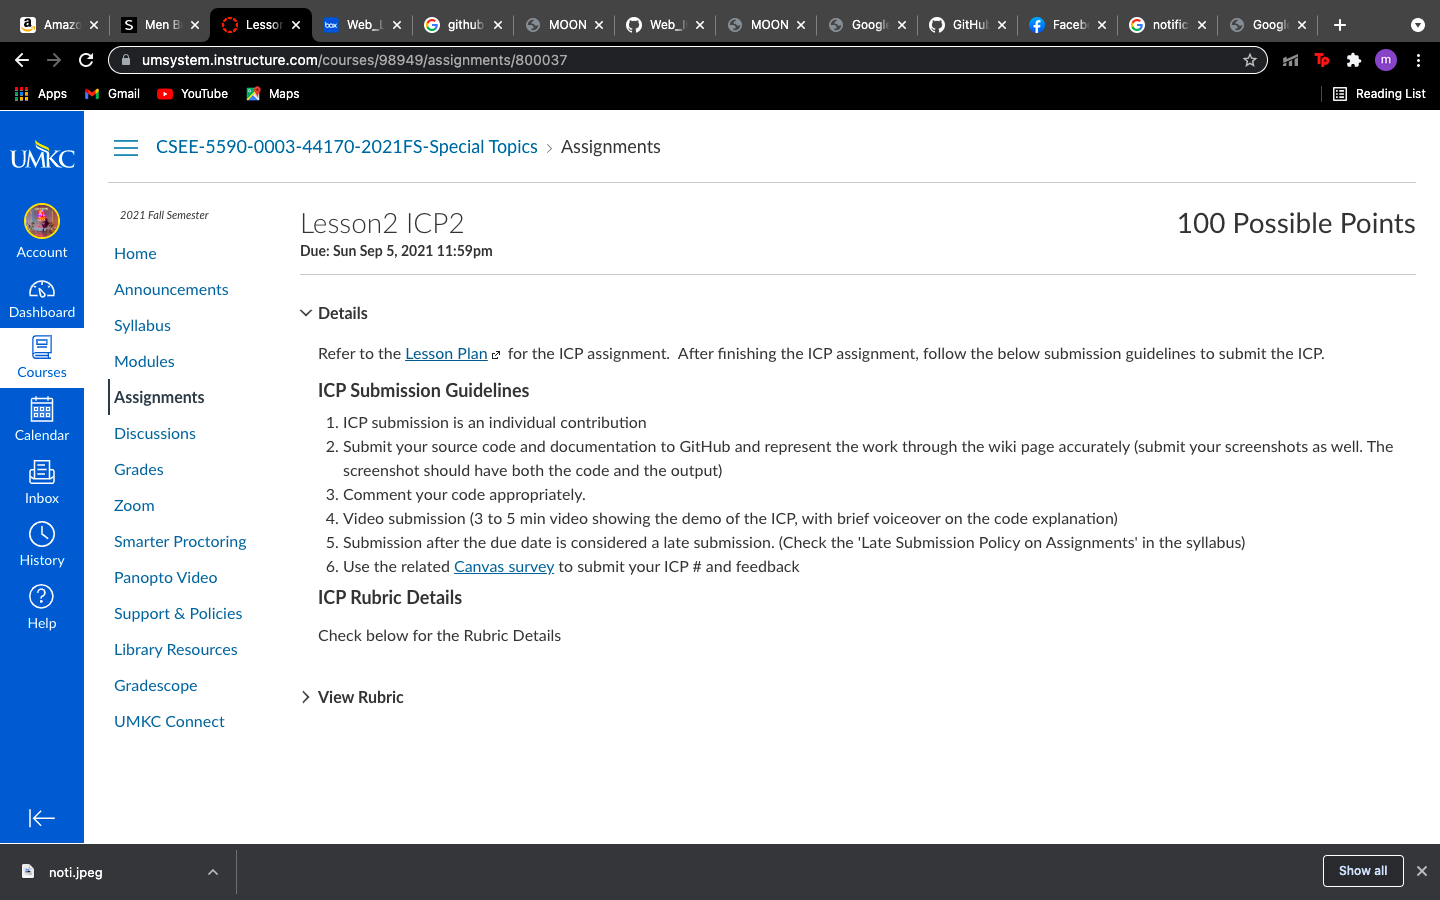 Amazo
Men B
Lesson
Web_L
github
MOON
Web_I
MOON
Google
GitHu
Faceb
notific
Googl
umsystem.instructure.com/courses/98949/assignments/800037
Apps
Gmail
YouTube
Maps
Reading List
UMKC
Account
Dashboard
Courses
Calendar
Inbox
History
Help
CSEE-5590-0003-44170-2021FS-Special Topics
Assignments
2021 Fall Semester
Home
Announcements
Syllabus
Modules
Assignments
Discussions
Grades
Zoom
Smarter Proctoring
Panopto Video
Support & Policies
Library Resources
Gradescope
UMKC Connect
Lesson2 ICP2
100 Possible Points
Due: Sun Sep 5, 2021 11:59pm
Details
Refer to the Lesson Plan for the ICP assignment. After finishing the ICP assignment, follow the below submission guidelines to submit the ICP.
ICP Submission Guidelines
1. ICP submission is an individual contribution
2. Submit your source code and documentation to GitHub and represent the work through the wiki page accurately (submit your screenshots as well. The
screenshot should have both the code and the output)
3. Comment your code appropriately.
4. Video submission (3 to 5 min video showing the demo of the ICP, with brief voiceover on the code explanation)
5. Submission after the due date is considered a late submission. (Check the 'Late Submission Policy on Assignments' in the syllabus)
6. Use the related Canvas survey to submit your ICP # and feedback
ICP Rubric Details
Check below for the Rubric Details
View Rubric
noti.jpeg
Show all